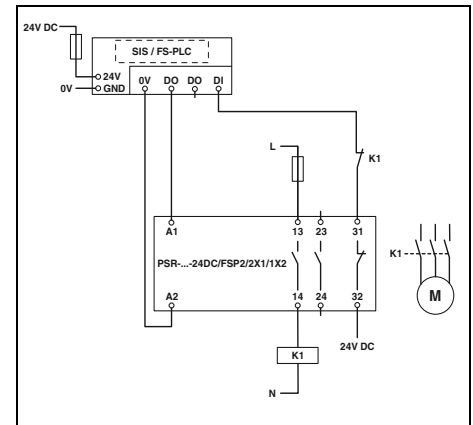 24V DC
SIS / FS-PLC
24V
0V
GND
0V DO DO DI
L
K1
A1 13 23 31
PSR-...-24DC/FSP2/2X1/1X2
K1
M
A2 14 24 32
24V DC
K1
N